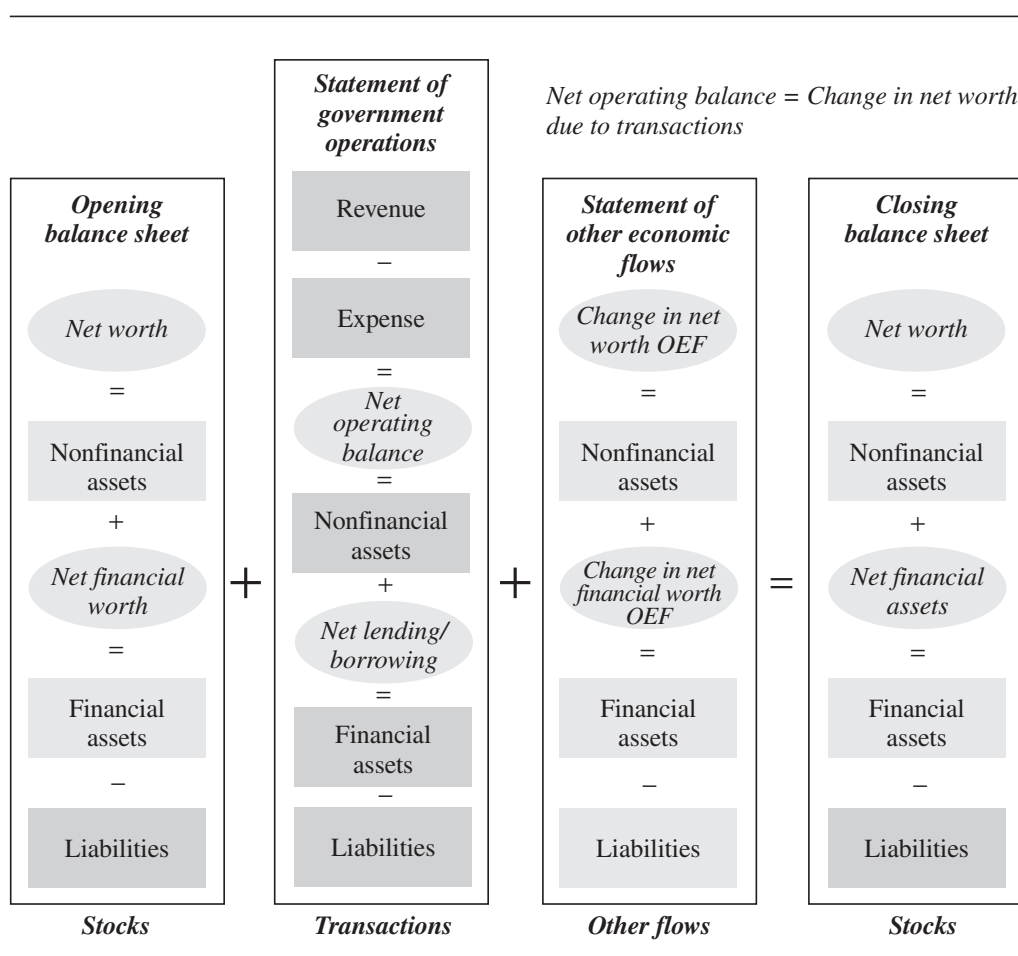 Net operating balance = Change in net worth
due to transactions
Opening
balance sheet
Net worth
=
Nonfinancial
assets
+
Net financial
worth
=
Financial
assets
–
Liabilities
Stocks
+
Statement of
government
operations
Revenue
–
Expense
=
Net
operating
balance
=
Nonfinancial
assets
+
Net lending/
borrowing
=
Financial
assets
–
Liabilities
Transactions
+
Statement of
other economic
flows
Change in net
worth OEF
=
Nonfinancial
assets
+
Change in net
financial worth
OEF
=
Financial
assets
–
Liabilities
Other flows
=
Closing
balance sheet
Net worth
=
Nonfinancial
assets
+
Net financial
assets
=
Financial
assets
–
Liabilities
Stocks